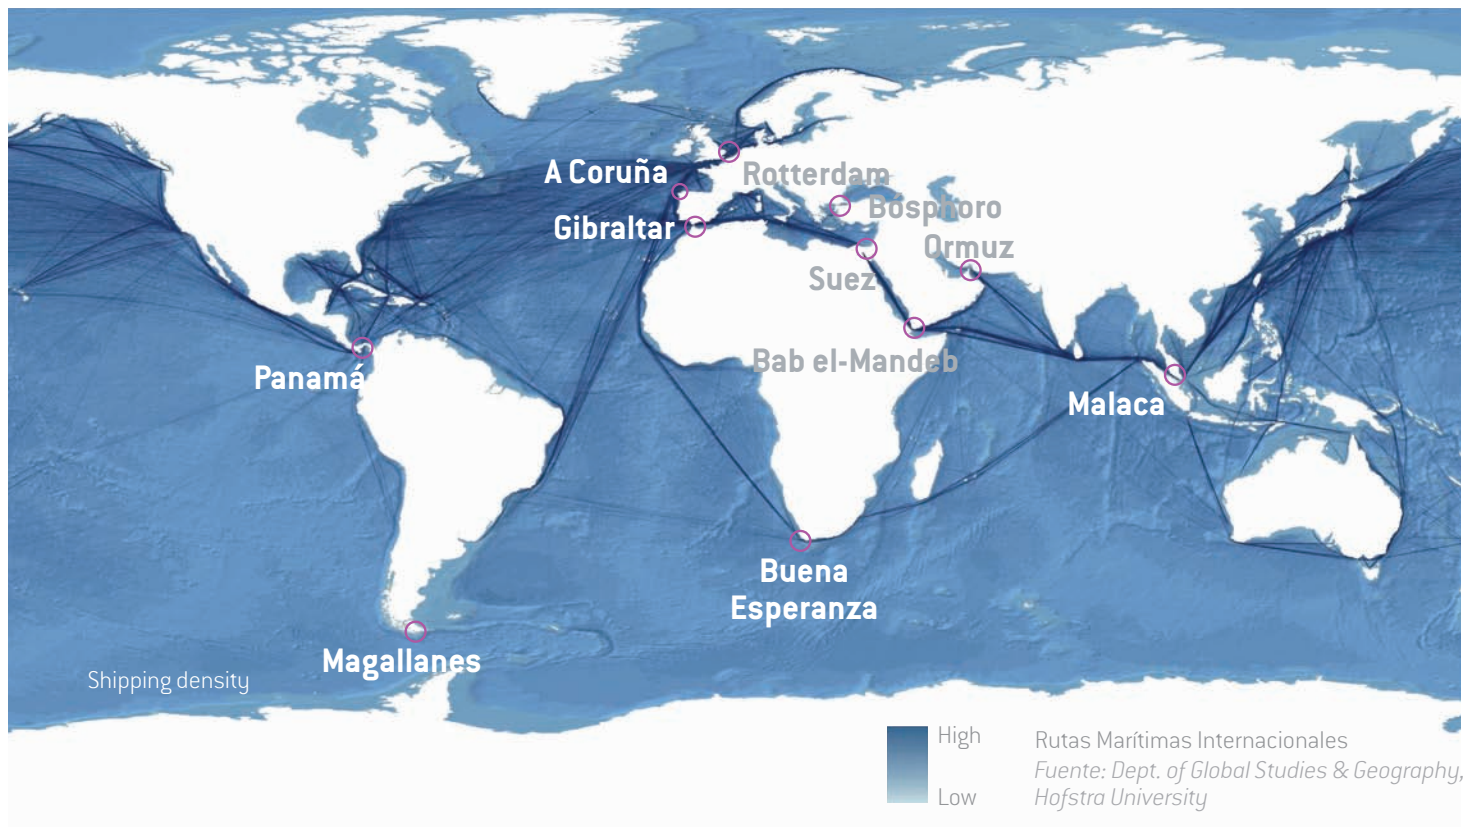 A Coruña
Rotterdam
Bósphoro
Gibraltar
Ormuz
Suez
Bab el-Mandeb
Panamá
Malaca
Buena
Esperanza
Magallanes
Shipping density
High
Low
Rutas Marítimas Internacionales
Fuente: Dept. of Global Studies & Geography,
Hofstra University